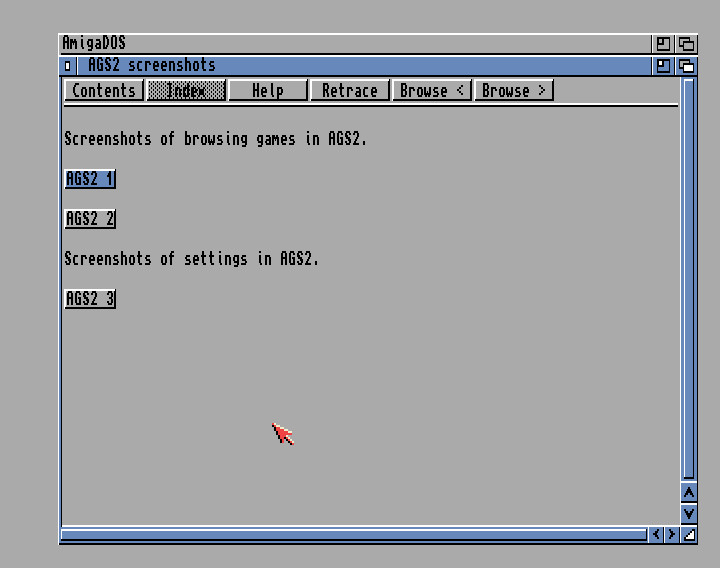 AmigaDOS
AGS2 screenshots
Contents Index Help Retrace Browse < Browse >
Screenshots of browsing games in AGS2.
AGS2 1
AGS2 2
Screenshots of settings in AGS2.
AGS2 3